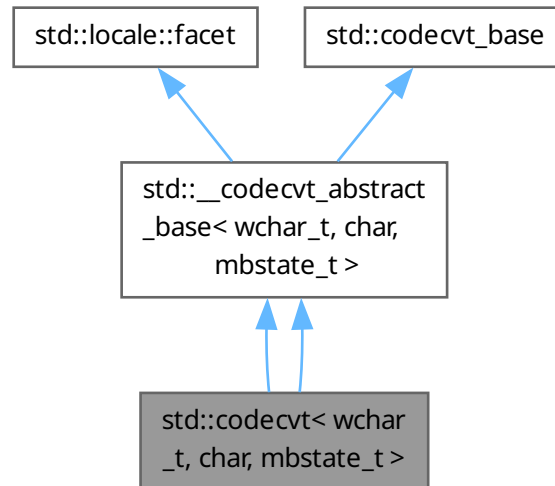 std::locale::facet
std::codecvt_base
std::__codecvt_abstract
_base< wchar_t, char,
mbstate_t >
std::codecvt< wchar
_t, char, mbstate_t >